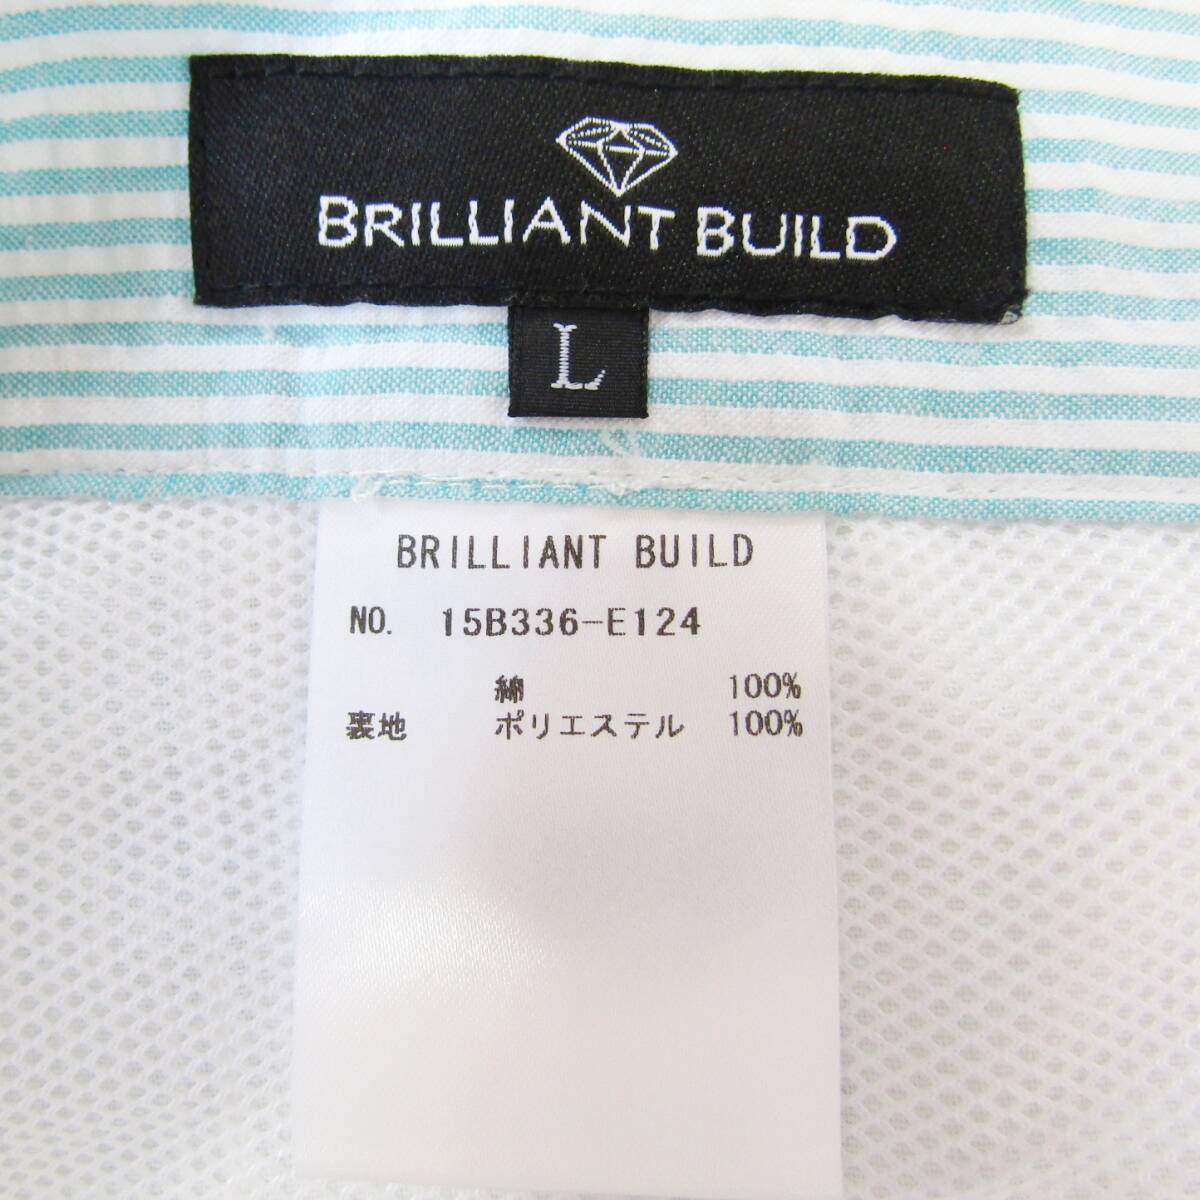 BRILLIANT BUILD
L
BRILLIANT BUILD
NO. 15B336-E124
綿 100%
裏地 ポリエステル 100%